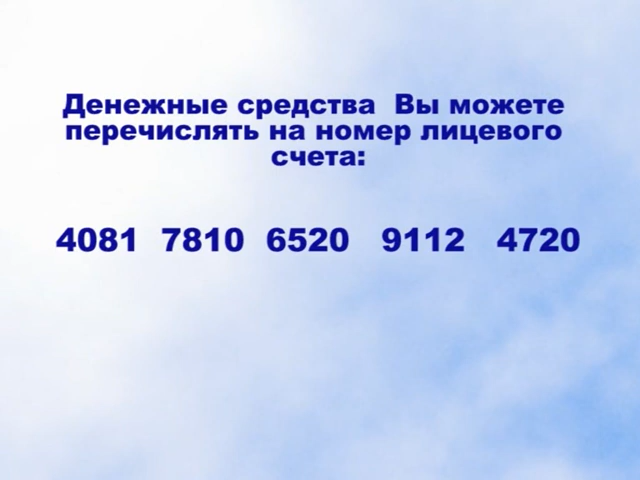 Денежные средства Вы можете
перечислять на номер лицевого
счета:
4081 7810 6520 9112 4720